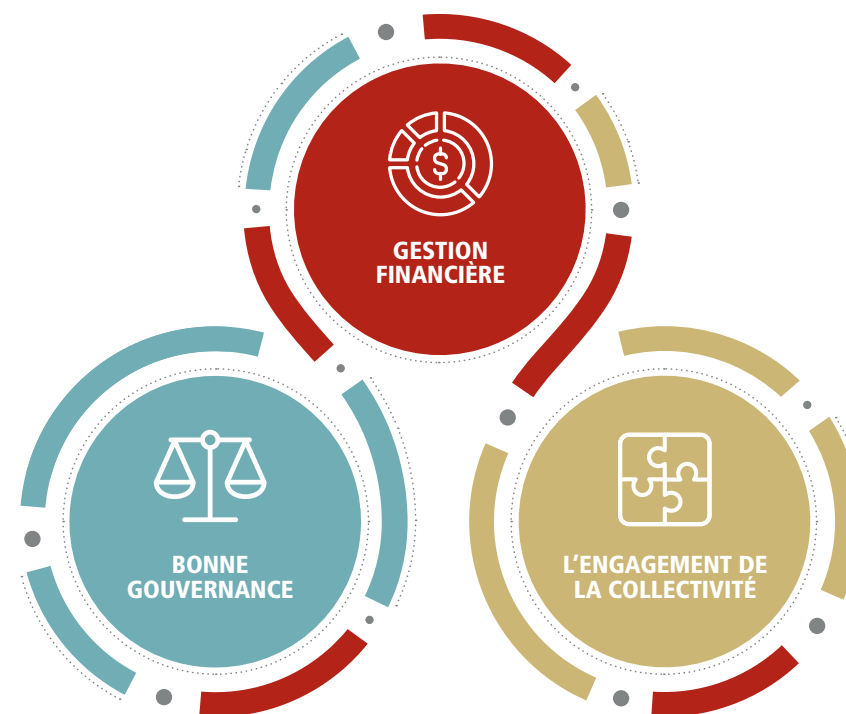 $
GESTION
FINANCIÈRE
BONNE
GOUVERNANCE
L'ENGAGEMENT DE
LA COLLECTIVITÉ